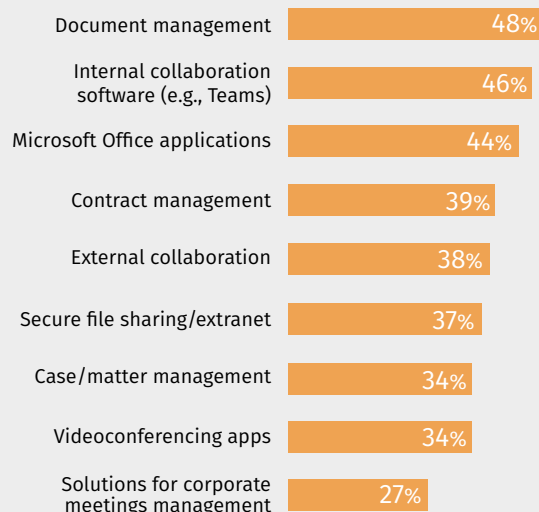 Document management
48%
Internal collaboration
software (e.g., Teams)
46%
Microsoft Office applications
44%
Contract management
39%
External collaboration
38%
Secure file sharing/extranet
37%
Case/matter management
34%
Videoconferencing apps
34%
Solutions for corporate
meetings management
27%